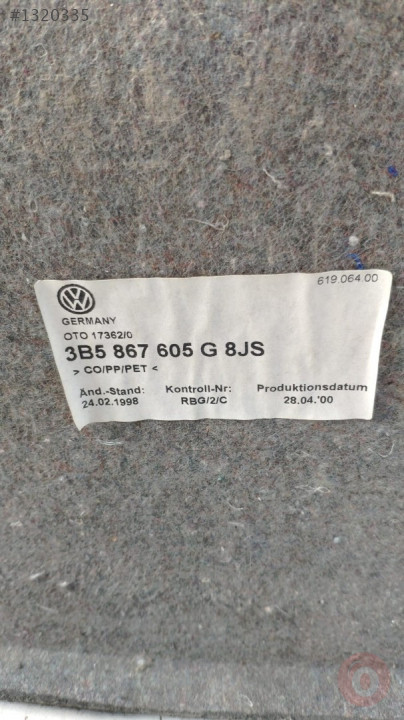 #1320335
619.064.00
GERMANY
OTO 17362/0
3B5 867 605 G 8JS
> CO/PP/PET <
Änd.-Stand: Kontroll-Nr: Produktionsdatum
24.02.1998 RBG/2/C 28.04.'00